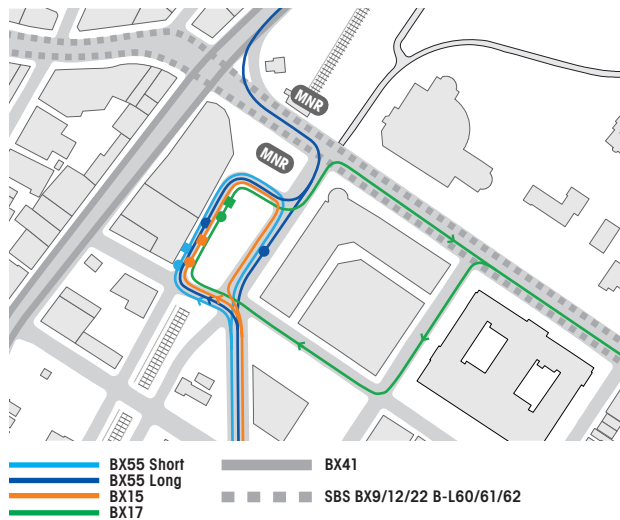 MNR
MNR
BX55 Short
BX55 Long
BX15
BX17
BX41
SBS BX9/12/22 B-L60/61/62